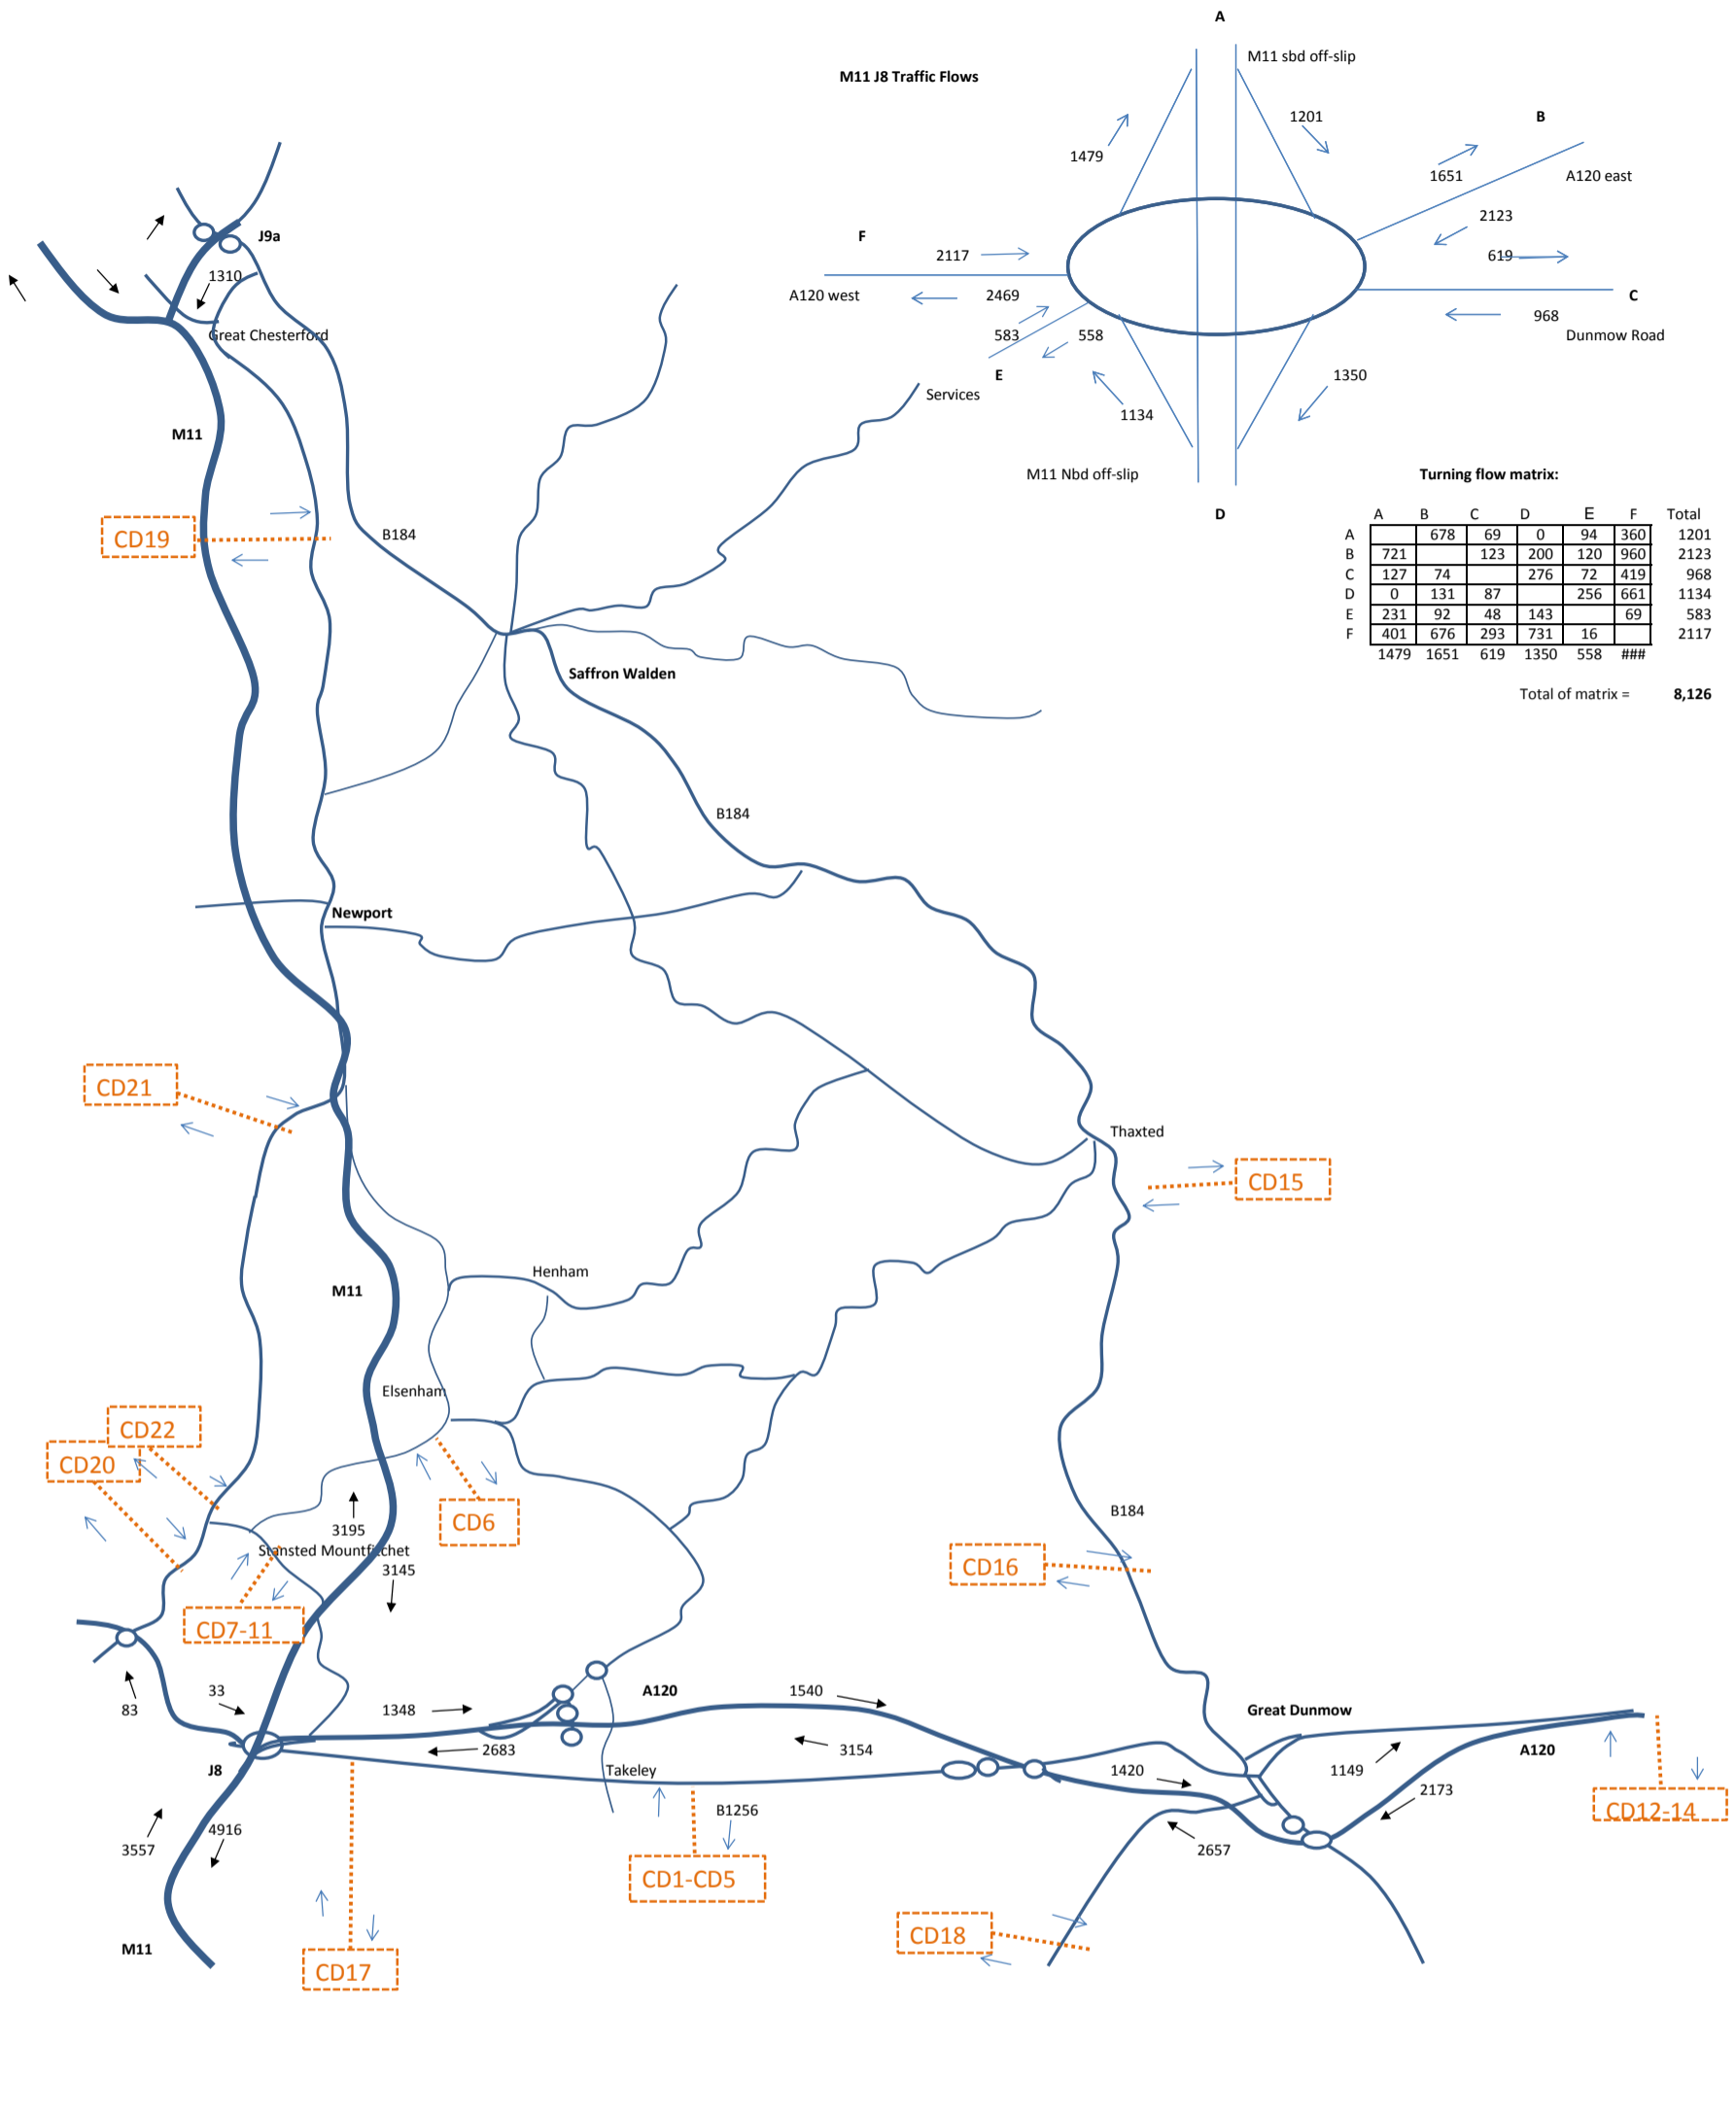 A
M11 sbd off-slip
M11 J8 Traffic Flows
1201
B
1479
1651
A120 east
2123
F
J9a
2117
619
1310
A120 west
2469
C
968
583
558
Great Chesterford
Dunmow Road
E
1350
Services
1134
M11
M11 Nbd off-slip
Turning flow matrix:
D
A B C D E F Total
A 678 69 0 94 360 1201
B 721 123 200 120 960 2123
C 127 74 276 72 419 968
D 0 131 87 256 661 1134
E 231 92 48 143 69 583
F 401 676 293 731 16 2117
1479 1651 619 1350 558 ###
Total of matrix = 8,126
CD19
B184
Saffron Walden
B184
Newport
CD21
Thaxted
CD15
Henham
M11
Elsenham
CD22
CD20
CD6
B184
3195
Stansted Mountfitchet
3145
CD16
CD7-11
33
83
1348
A120
1540
Great Dunmow
2683
3154
A120
J8
Takeley
1420
1149
2173
B1256
CD12-14
4916
3557
2657
CD1-CD5
CD18
M11
CD17